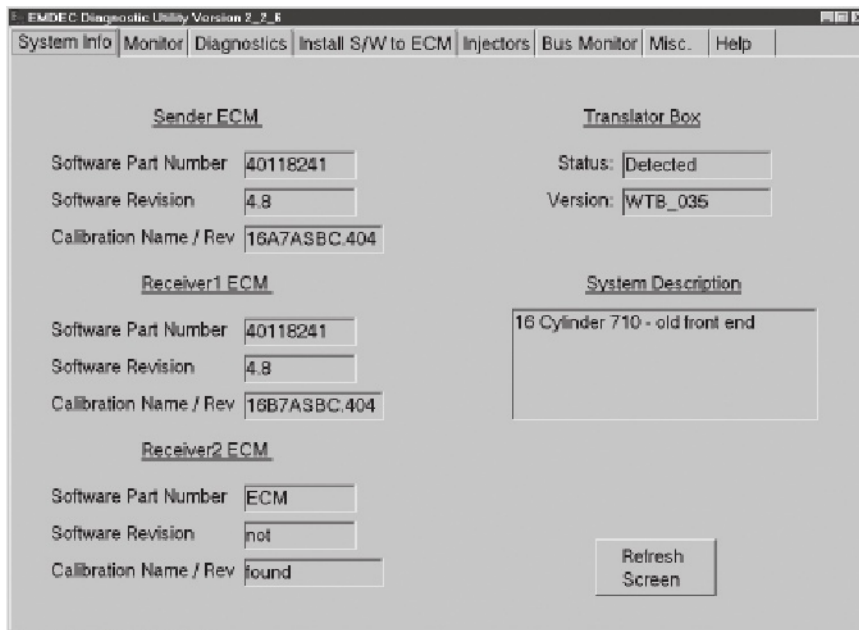 EMDEC Diagnostic Utility Version 2_2_6
System Info Monitor Diagnostics Install S/W to ECM Injectors Bus Monitor Misc. Help
Sender ECM
Software Part Number 40118241
Software Revision 4.8
Calibration Name / Rev 16A7ASBC.404
Receiver1 ECM
Software Part Number 40118241
Software Revision 4.8
Calibration Name / Rev 16B7ASBC.404
Receiver2 ECM
Software Part Number ECM
Software Revision not
Calibration Name / Rev found
Translator Box
Status: Detected
Version: WTB_035
System Description
16 Cylinder 710 - old front end
Refresh
Screen